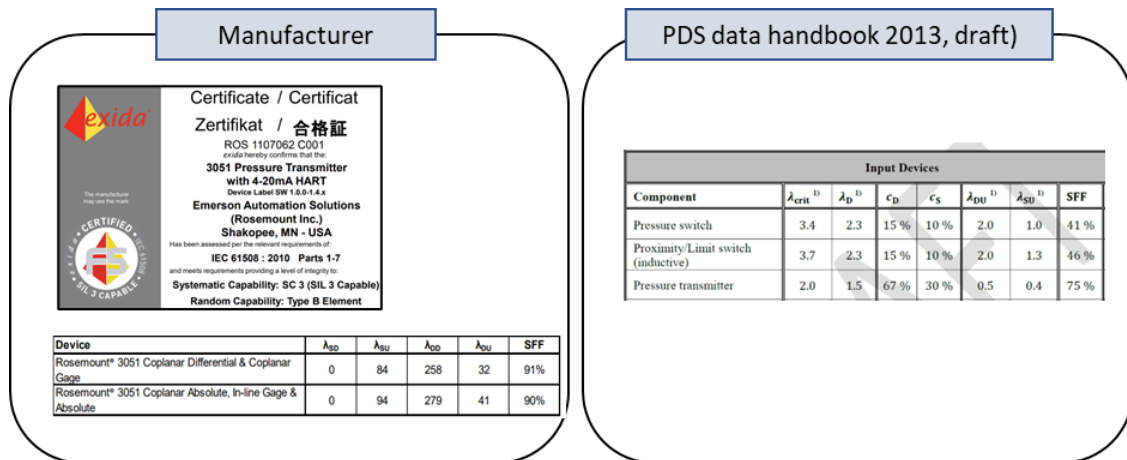 Manufacturer
exida
The manufacturer
may use the mark:
CERTIFIED
exida IEC 61508
FS
SIL 3 CAPABLE
Certificate / Certificat
Zertifikat / 合格証
ROS 1107062 C001
exida hereby confirms that the:
3051 Pressure Transmitter
with 4-20mA HART
Device Label SW 1.0.0-1.4.x
Emerson Automation Solutions
(Rosemount Inc.)
Shakopee, MN - USA
Has been assessed per the relevant requirements of:
IEC 61508 : 2010 Parts 1-7
and meets requirements providing a level of integrity to:
Systematic Capability: SC 3 (SIL 3 Capable)
Random Capability: Type B Element
Device λSD λSU λDD λDU SFF
Rosemount® 3051 Coplanar Differential & Coplanar
Gage 0 84 258 32 91%
Rosemount® 3051 Coplanar Absolute, In-line Gage &
Absolute 0 94 279 41 90%
PDS data handbook 2013, draft)
Input Devices
Component λcrit 1) λD 1) cD cS λDU 1) λSU 1) SFF
Pressure switch 3.4 2.3 15 % 10 % 2.0 1.0 41 %
Proximity/Limit switch
(inductive) 3.7 2.3 15 % 10 % 2.0 1.3 46 %
Pressure transmitter 2.0 1.5 67 % 30 % 0.5 0.4 75 %